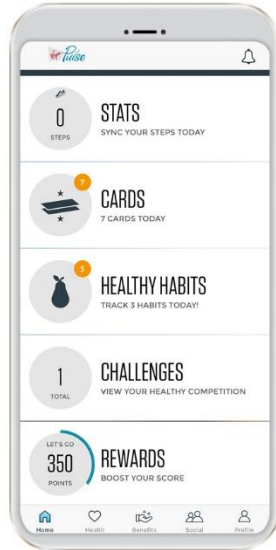 Pulse
0
STEPS
STATS
SYNC YOUR STEPS TODAY
7
CARDS
7 CARDS TODAY
3
HEALTHY HABITS
TRACK 3 HABITS TODAY!
1
TOTAL
CHALLENGES
VIEW YOUR HEALTHY COMPETITION
LET'S GO
350
POINTS
REWARDS
BOOST YOUR SCORE
Home Health Benefits Social Profile